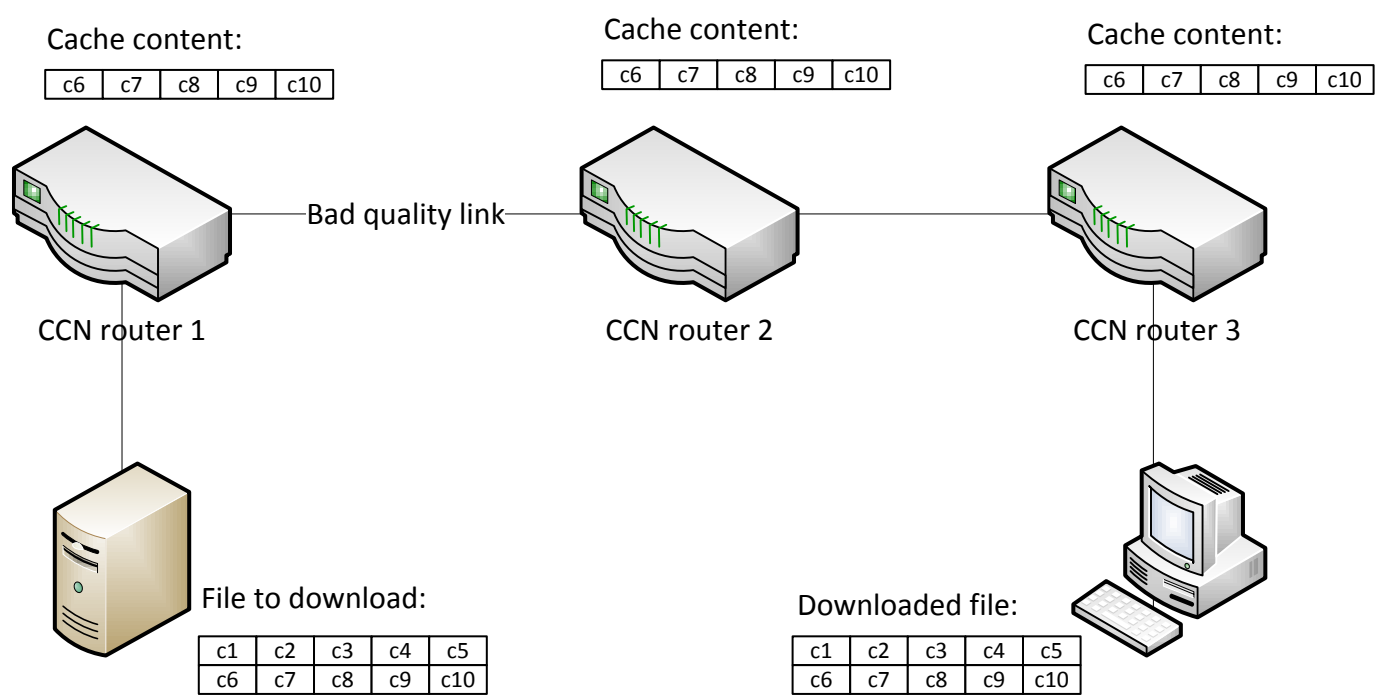 Cache content:
c6 c7 c8 c9 c10
Cache content:
c6 c7 c8 c9 c10
Cache content:
c6 c7 c8 c9 c10
Bad quality link
CCN router 1
CCN router 2
CCN router 3
File to download:
c1 c2 c3 c4 c5
c6 c7 c8 c9 c10
Downloaded file:
c1 c2 c3 c4 c5
c6 c7 c8 c9 c10